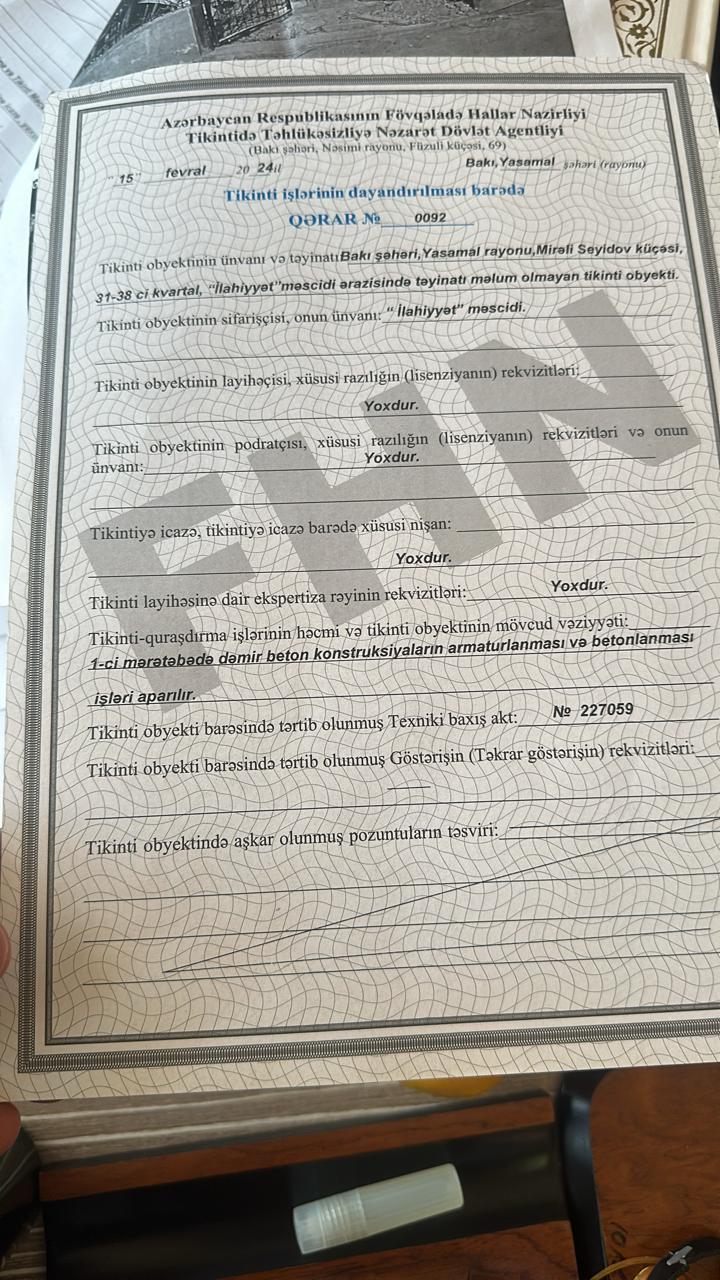 Azərbaycan Respublikasının Fövqəladə Hallar Nazirliyi
Tikintidə Təhlükəsizliyə Nəzarət Dövlət Agentliyi
(Bakı şəhəri, Nəsimi rayonu, Füzuli küçəsi, 69)
"15" fevral 20 24il Bakı,Yasamal şəhəri (rayonu)
Tikinti işlərinin dayandırılması barədə
QƏRAR № 0092
Tikinti obyektinin ünvanı və təyinatıBakı şəhəri,Yasamal rayonu,Mirəli Seyidov küçəsi,
31-38 ci kvartal, "İlahiyyət"məscidi ərazisində təyinatı məlum olmayan tikinti obyekti.
Tikinti obyektinin sifarişçisi, onun ünvanı: " İlahiyyət" məscidi.
Tikinti obyektinin layihəçisi, xüsusi razılığın (lisenziyanın) rekvizitləri:
Yoxdur.
Tikinti obyektinin podratçısı, xüsusi razılığın (lisenziyanın) rekvizitləri və onun
ünvanı: Yoxdur.
Tikintiyə icazə, tikintiyə icazə barədə xüsusi nişan:
Yoxdur.
Tikinti layihəsinə dair ekspertiza rəyinin rekvizitləri: Yoxdur.
Tikinti-quraşdırma işlərinin həcmi və tikinti obyektinin mövcud vəziyyəti:
1-ci mərətəbədə dəmir beton konstruksiyaların armaturlanması və betonlanması
işləri aparılır.
Tikinti obyekti barəsində tərtib olunmuş Texniki baxış akt: № 227059
Tikinti obyekti barəsində tərtib olunmuş Göstərişin (Təkrar göstərişin) rekvizitləri:
Tikinti obyektində aşkar olunmuş pozuntuların təsviri:
FHN